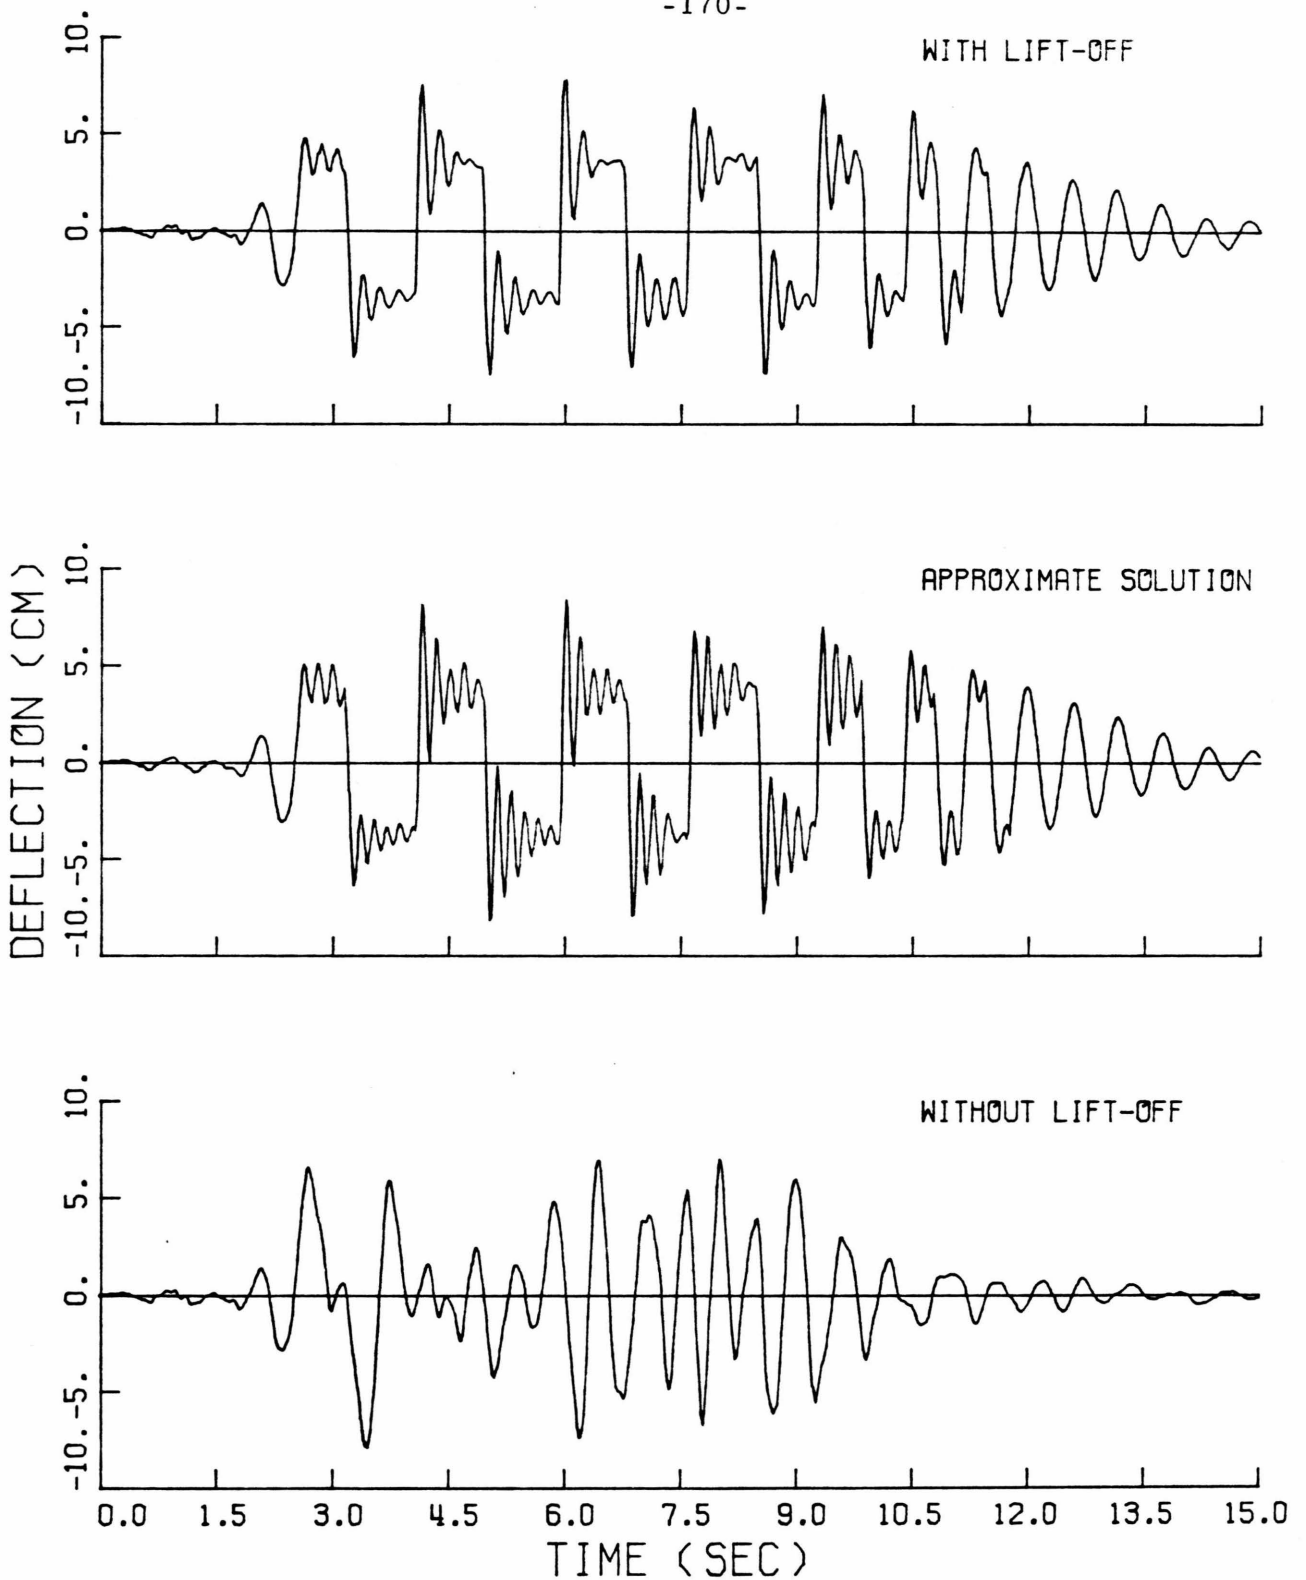 -170-
WITH LIFT-OFF
10.
5.
0.
-5.
-10.
APPROXIMATE SOLUTION
10.
5.
0.
-5.
-10.
DEFLECTION (CM)
WITHOUT LIFT-OFF
10.
5.
0.
-5.
-10.
0.0 1.5 3.0 4.5 6.0 7.5 9.0 10.5 12.0 13.5 15.0
TIME (SEC)